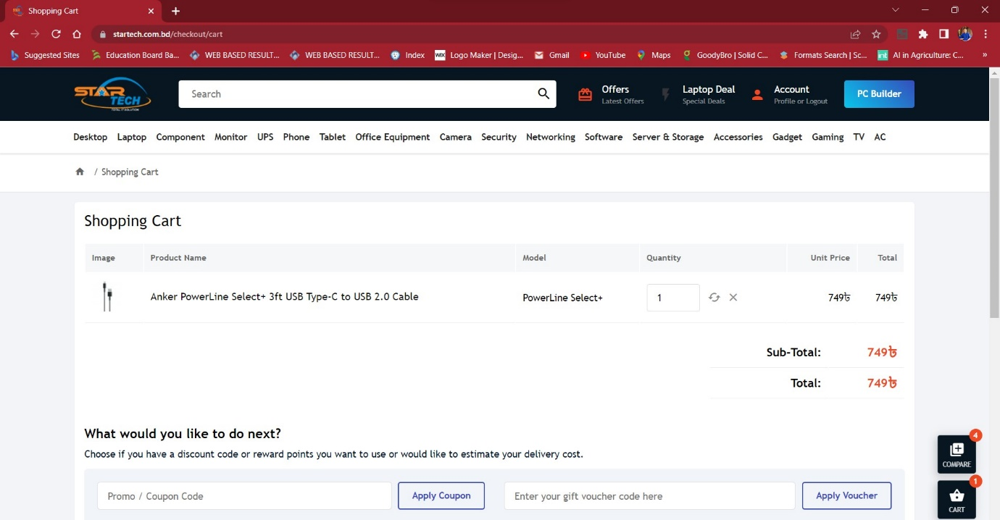 Shopping Cart
startech.com.bd/checkout/cart
Suggested Sites Education Board Ba... WEB BASED RESULT... WEB BASED RESULT... Index WIX Logo Maker | Desig... Gmail YouTube Maps GoodyBro | Solid C... Formats Search | Sc... int AI in Agriculture: C... »
STAR TECH
TOTAL IT SOLUTION
Search
Offers
Latest Offers
Laptop Deal
Special Deals
Account
Profile or Logout
PC Builder
Desktop Laptop Component Monitor UPS Phone Tablet Office Equipment Camera Security Networking Software Server & Storage Accessories Gadget Gaming TV AC
/ Shopping Cart
Shopping Cart
Image Product Name Model Quantity Unit Price Total
Anker PowerLine Select+ 3ft USB Type-C to USB 2.0 Cable PowerLine Select+ 1 749৳ 749৳
Sub-Total: 749৳
Total: 749৳
What would you like to do next?
Choose if you have a discount code or reward points you want to use or would like to estimate your delivery cost.
Promo / Coupon Code Apply Coupon Enter your gift voucher code here Apply Voucher
4
COMPARE
1
CART